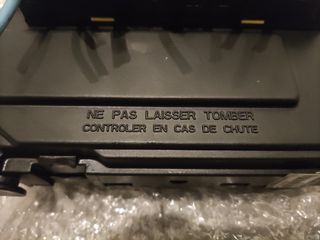 NE PAS LAISSER TOMBER
CONTROLER EN CAS DE CHUTE